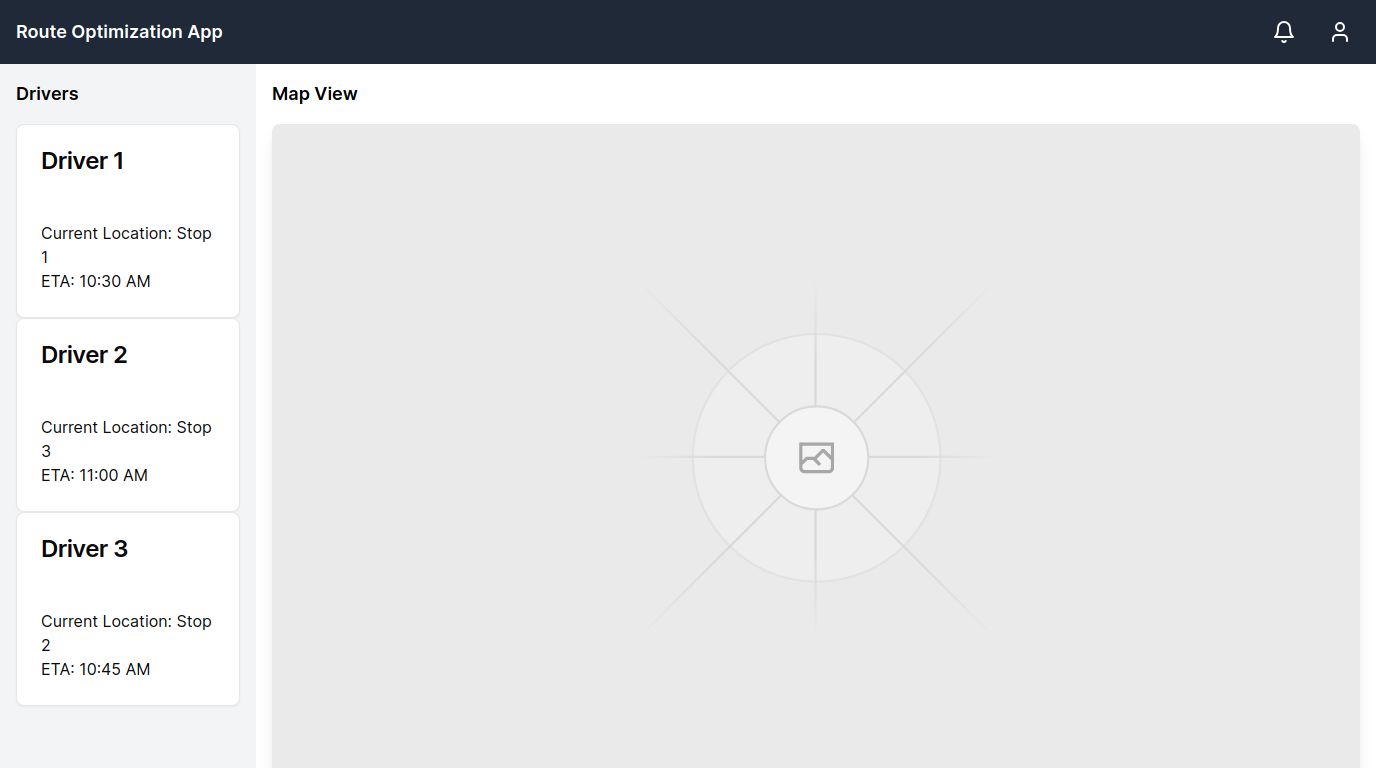 Route Optimization App
Drivers
Driver 1
Current Location: Stop
1
ETA: 10:30 AM
Driver 2
Current Location: Stop
3
ETA: 11:00 AM
Driver 3
Current Location: Stop
2
ETA: 10:45 AM
Map View